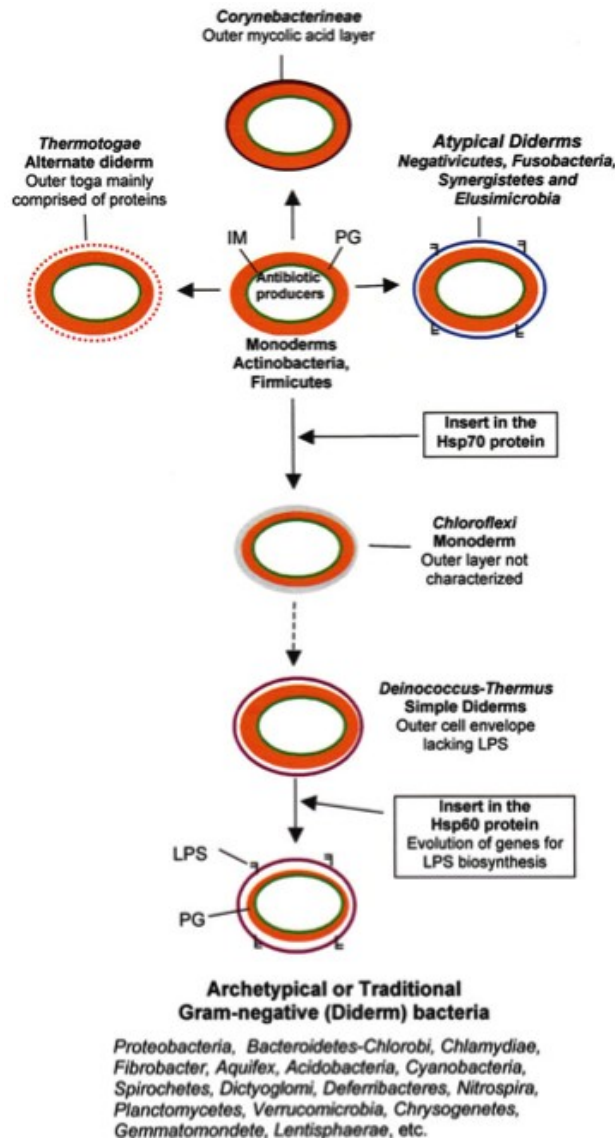 Corynebacterineae
Outer mycolic acid layer
Thermotogae
Alternate diderm
Outer toga mainly
comprised of proteins
Atypical Diderms
Negativicutes, Fusobacteria,
Synergistetes and
Elusimicrobia
IM
PG
Antibiotic
producers
Monoderms
Actinobacteria,
Firmicutes
Insert in the
Hsp70 protein
Chloroflexi
Monoderm
Outer layer not
characterized
Deinococcus-Thermus
Simple Diderms
Outer cell envelope
lacking LPS
Insert in the
Hsp60 protein
Evolution of genes for
LPS biosynthesis
LPS
PG
Archetypical or Traditional
Gram-negative (Diderm) bacteria
Proteobacteria, Bacteroidetes-Chlorobi, Chlamydiae,
Fibrobacter, Aquifex, Acidobacteria, Cyanobacteria,
Spirochetes, Dictyoglomi, Deferribacteres, Nitrospira,
Planctomycetes, Verrucomicrobia, Chrysogenetes,
Gemmatomondete, Lentisphaerae, etc.